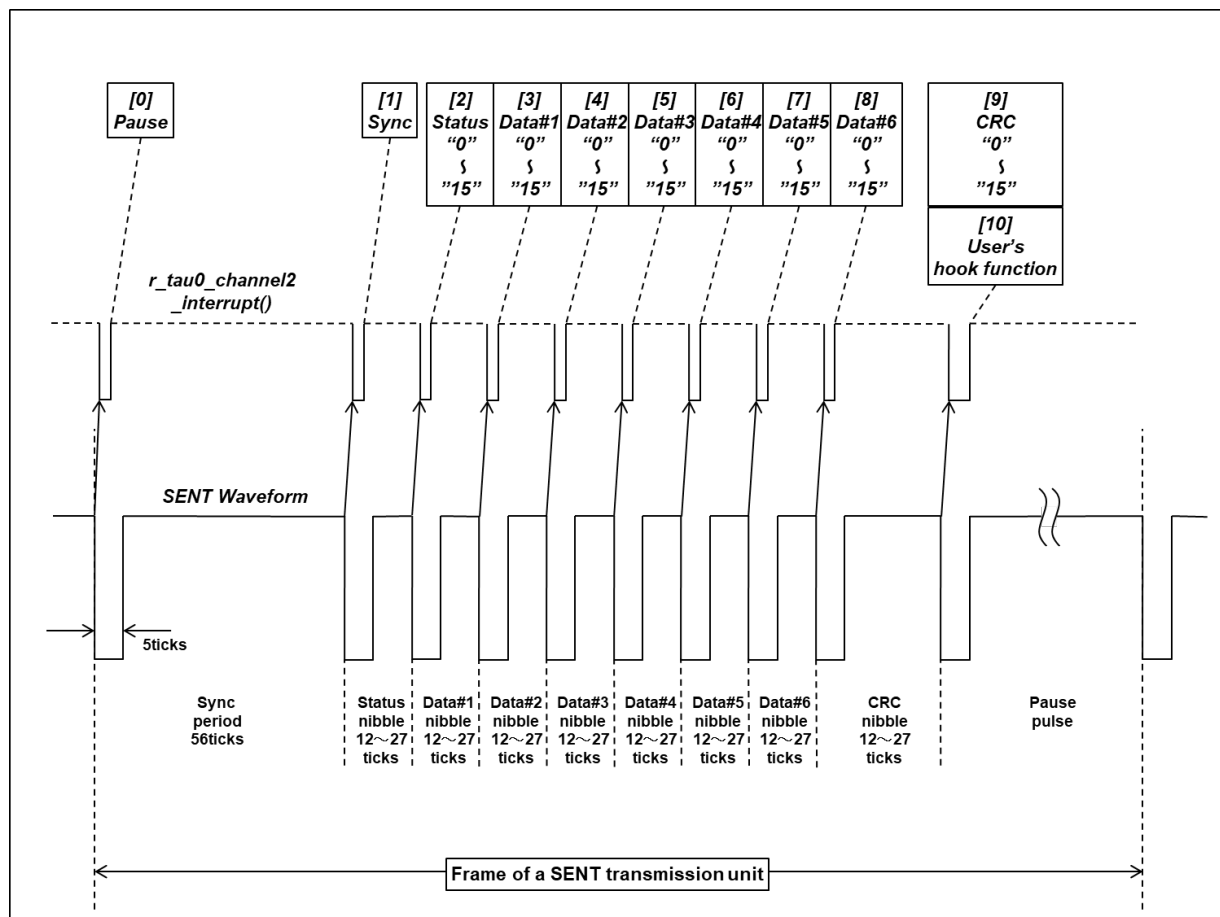 [0]
Pause
[1]
Sync
[2]
Status
“0”
∫
”15”
[3]
Data#1
“0”
∫
”15”
[4]
Data#2
“0”
∫
”15”
[5]
Data#3
“0”
∫
”15”
[6]
Data#4
“0”
∫
”15”
[7]
Data#5
“0”
∫
”15”
[8]
Data#6
“0”
∫
”15”
[9]
CRC
“0”
∫
”15”
[10]
User’s
hook function
r_tau0_channel2
_interrupt()
SENT Waveform
5ticks
Sync
period
56ticks
Status
nibble
12～27
ticks
Data#1
nibble
12～27
ticks
Data#2
nibble
12～27
ticks
Data#3
nibble
12～27
ticks
Data#4
nibble
12～27
ticks
Data#5
nibble
12～27
ticks
Data#6
nibble
12～27
ticks
CRC
nibble
12～27
ticks
Pause
pulse
Frame of a SENT transmission unit